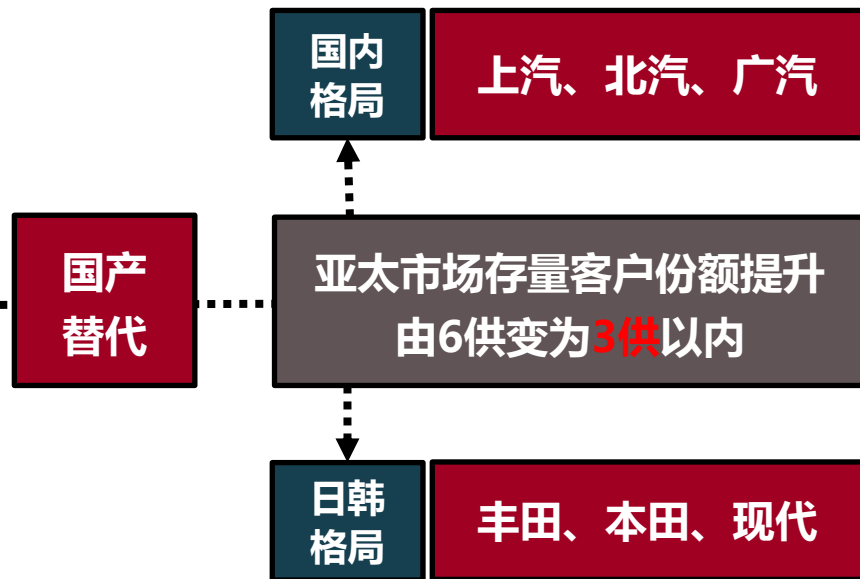 国内
格局
上汽、北汽、广汽
国产
替代
亚太市场存量客户份额提升
由6供变为3供以内
日韩
格局
丰田、本田、现代